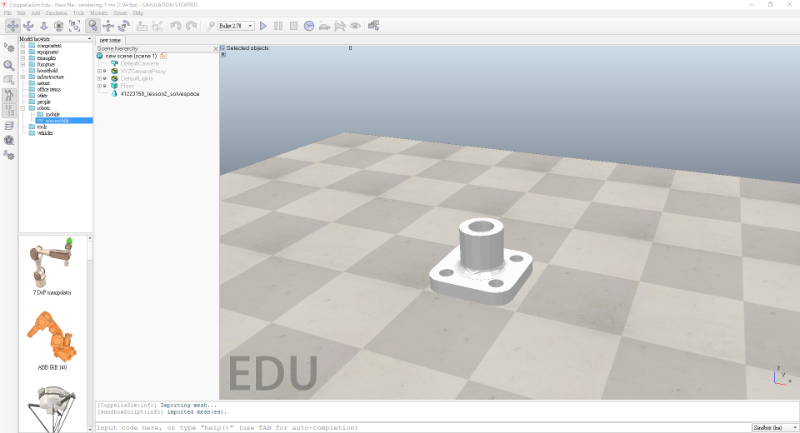 CoppeliaSim Edu - New file - rendering: 1 ms (7.94 fps) - SIMULATION STOPPED
File Edit Add Simulation Tools Modules Scenes Help
Bullet 2.78
Model browser
components
equipment
examples
furniture
household
infrastructure
nature
office items
other
people
robots
mobile
non-mobile
tools
vehicles
7 DoF manipulator
ABB IRB 140
new scene
Scene hierarchy
new scene (scene 1)
DefaultCamera
XYZCameraProxy
DefaultLights
Floor
41223158_lesson2_solvespace
Selected objects: 0
EDU
z
y
x
[CoppeliaSim:info] Importing mesh...
[sandboxScript:info] Imported mesh(es).
Input code here, or type "help()" (use TAB for auto-completion)
Sandbox (lua)